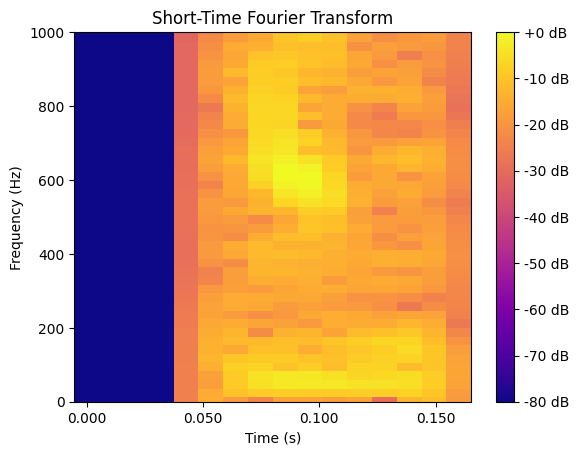 Short-Time Fourier Transform
1000
800
600
400
200
0
Frequency (Hz)
0.000
0.050
0.100
0.150
Time (s)
+0 dB
-10 dB
-20 dB
-30 dB
-40 dB
-50 dB
-60 dB
-70 dB
-80 dB